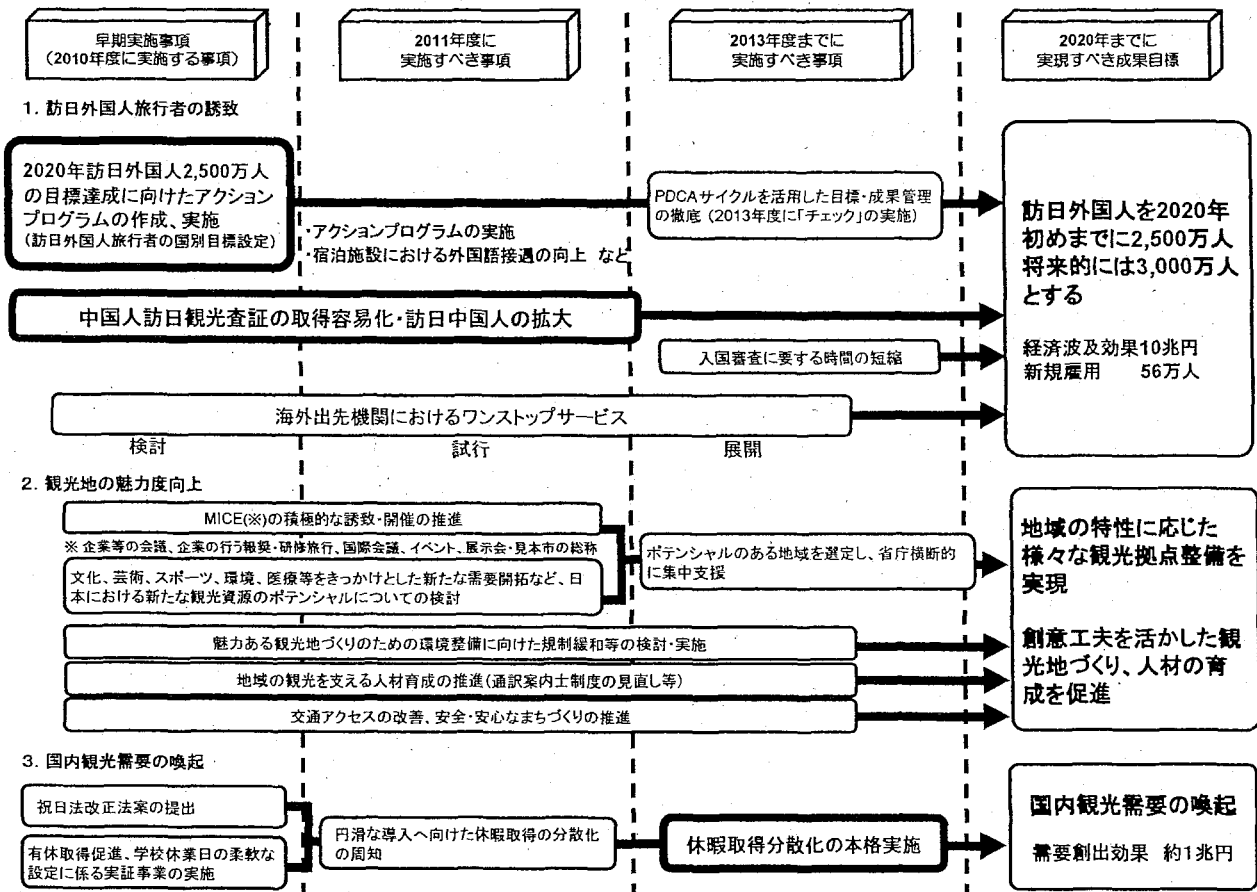 早期実施事項
(2010年度に実施する事項)
2011年度に
実施すべき事項
2013年度までに
実施すべき事項
2020年までに
実現すべき成果目標
1. 訪日外国人旅行者の誘致
2020年訪日外国人2,500万人
の目標達成に向けたアクション
プログラムの作成、実施
(訪日外国人旅行者の国別目標設定)
・アクションプログラムの実施
・宿泊施設における外国語接遇の向上 など
PDCAサイクルを活用した目標・成果管理
の徹底(2013年度に「チェック」の実施)
中国人訪日観光査証の取得容易化・訪日中国人の拡大
入国審査に要する時間の短縮
海外出先機関におけるワンストップサービス
検討
試行
展開
訪日外国人を2020年
初めまでに2,500万人
将来的には3,000万人
とする
経済波及効果10兆円
新規雇用 56万人
2. 観光地の魅力度向上
MICE(※)の積極的な誘致・開催の推進
※企業等の会議、企業の行う報奨・研修旅行、国際会議、イベント、展示会・見本市の総称
文化、芸術、スポーツ、環境、医療等をきっかけとした新たな需要開拓など、日
本における新たな観光資源のポテンシャルについての検討
ポテンシャルのある地域を選定し、省庁横断的
に集中支援
魅力ある観光地づくりのための環境整備に向けた規制緩和等の検討・実施
地域の観光を支える人材育成の推進(通訳案内士制度の見直し等)
交通アクセスの改善、安全・安心なまちづくりの推進
地域の特性に応じた
様々な観光拠点整備を
実現
創意工夫を活かした観
光地づくり、人材の育
成を促進
3. 国内観光需要の喚起
祝日法改正法案の提出
有休取得促進、学校休業日の柔軟な
設定に係る実証事業の実施
円滑な導入へ向けた休暇取得の分散化
の周知
休暇取得分散化の本格実施
国内観光需要の喚起
需要創出効果 約1兆円